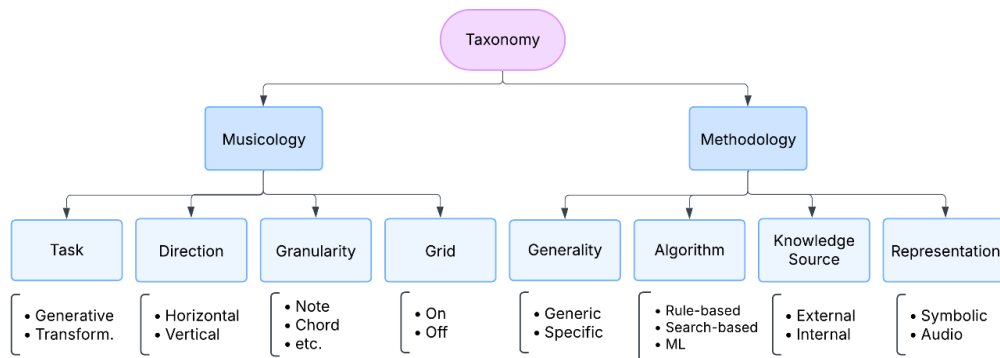 Taxonomy
Musicology
Methodology
Task
Direction
Granularity
Grid
Generality
Algorithm
Knowledge
Source
Representation
• Generative
• Transform.
• Horizontal
• Vertical
• Note
• Chord
• etc.
• On
• Off
• Generic
• Specific
• Rule-based
• Search-based
• ML
• External
• Internal
• Symbolic
• Audio